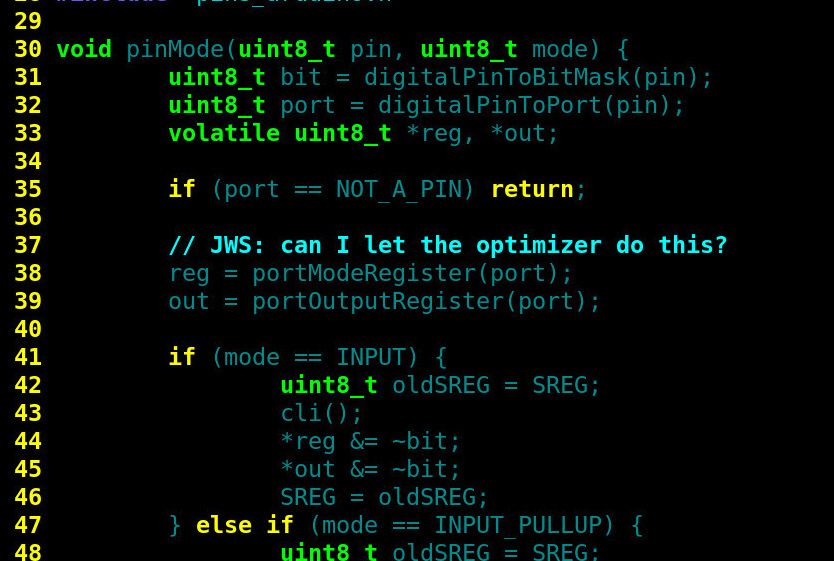 29
30 void pinMode(uint8_t pin, uint8_t mode) {
31         uint8_t bit = digitalPinToBitMask(pin);
32         uint8_t port = digitalPinToPort(pin);
33         volatile uint8_t *reg, *out;
34
35         if (port == NOT_A_PIN) return;
36
37         // JWS: can I let the optimizer do this?
38         reg = portModeRegister(port);
39         out = portOutputRegister(port);
40
41         if (mode == INPUT) {
42                 uint8_t oldSREG = SREG;
43                 cli();
44                 *reg &= ~bit;
45                 *out &= ~bit;
46                 SREG = oldSREG;
47         } else if (mode == INPUT_PULLUP) {
48                 uint8_t oldSREG = SREG;